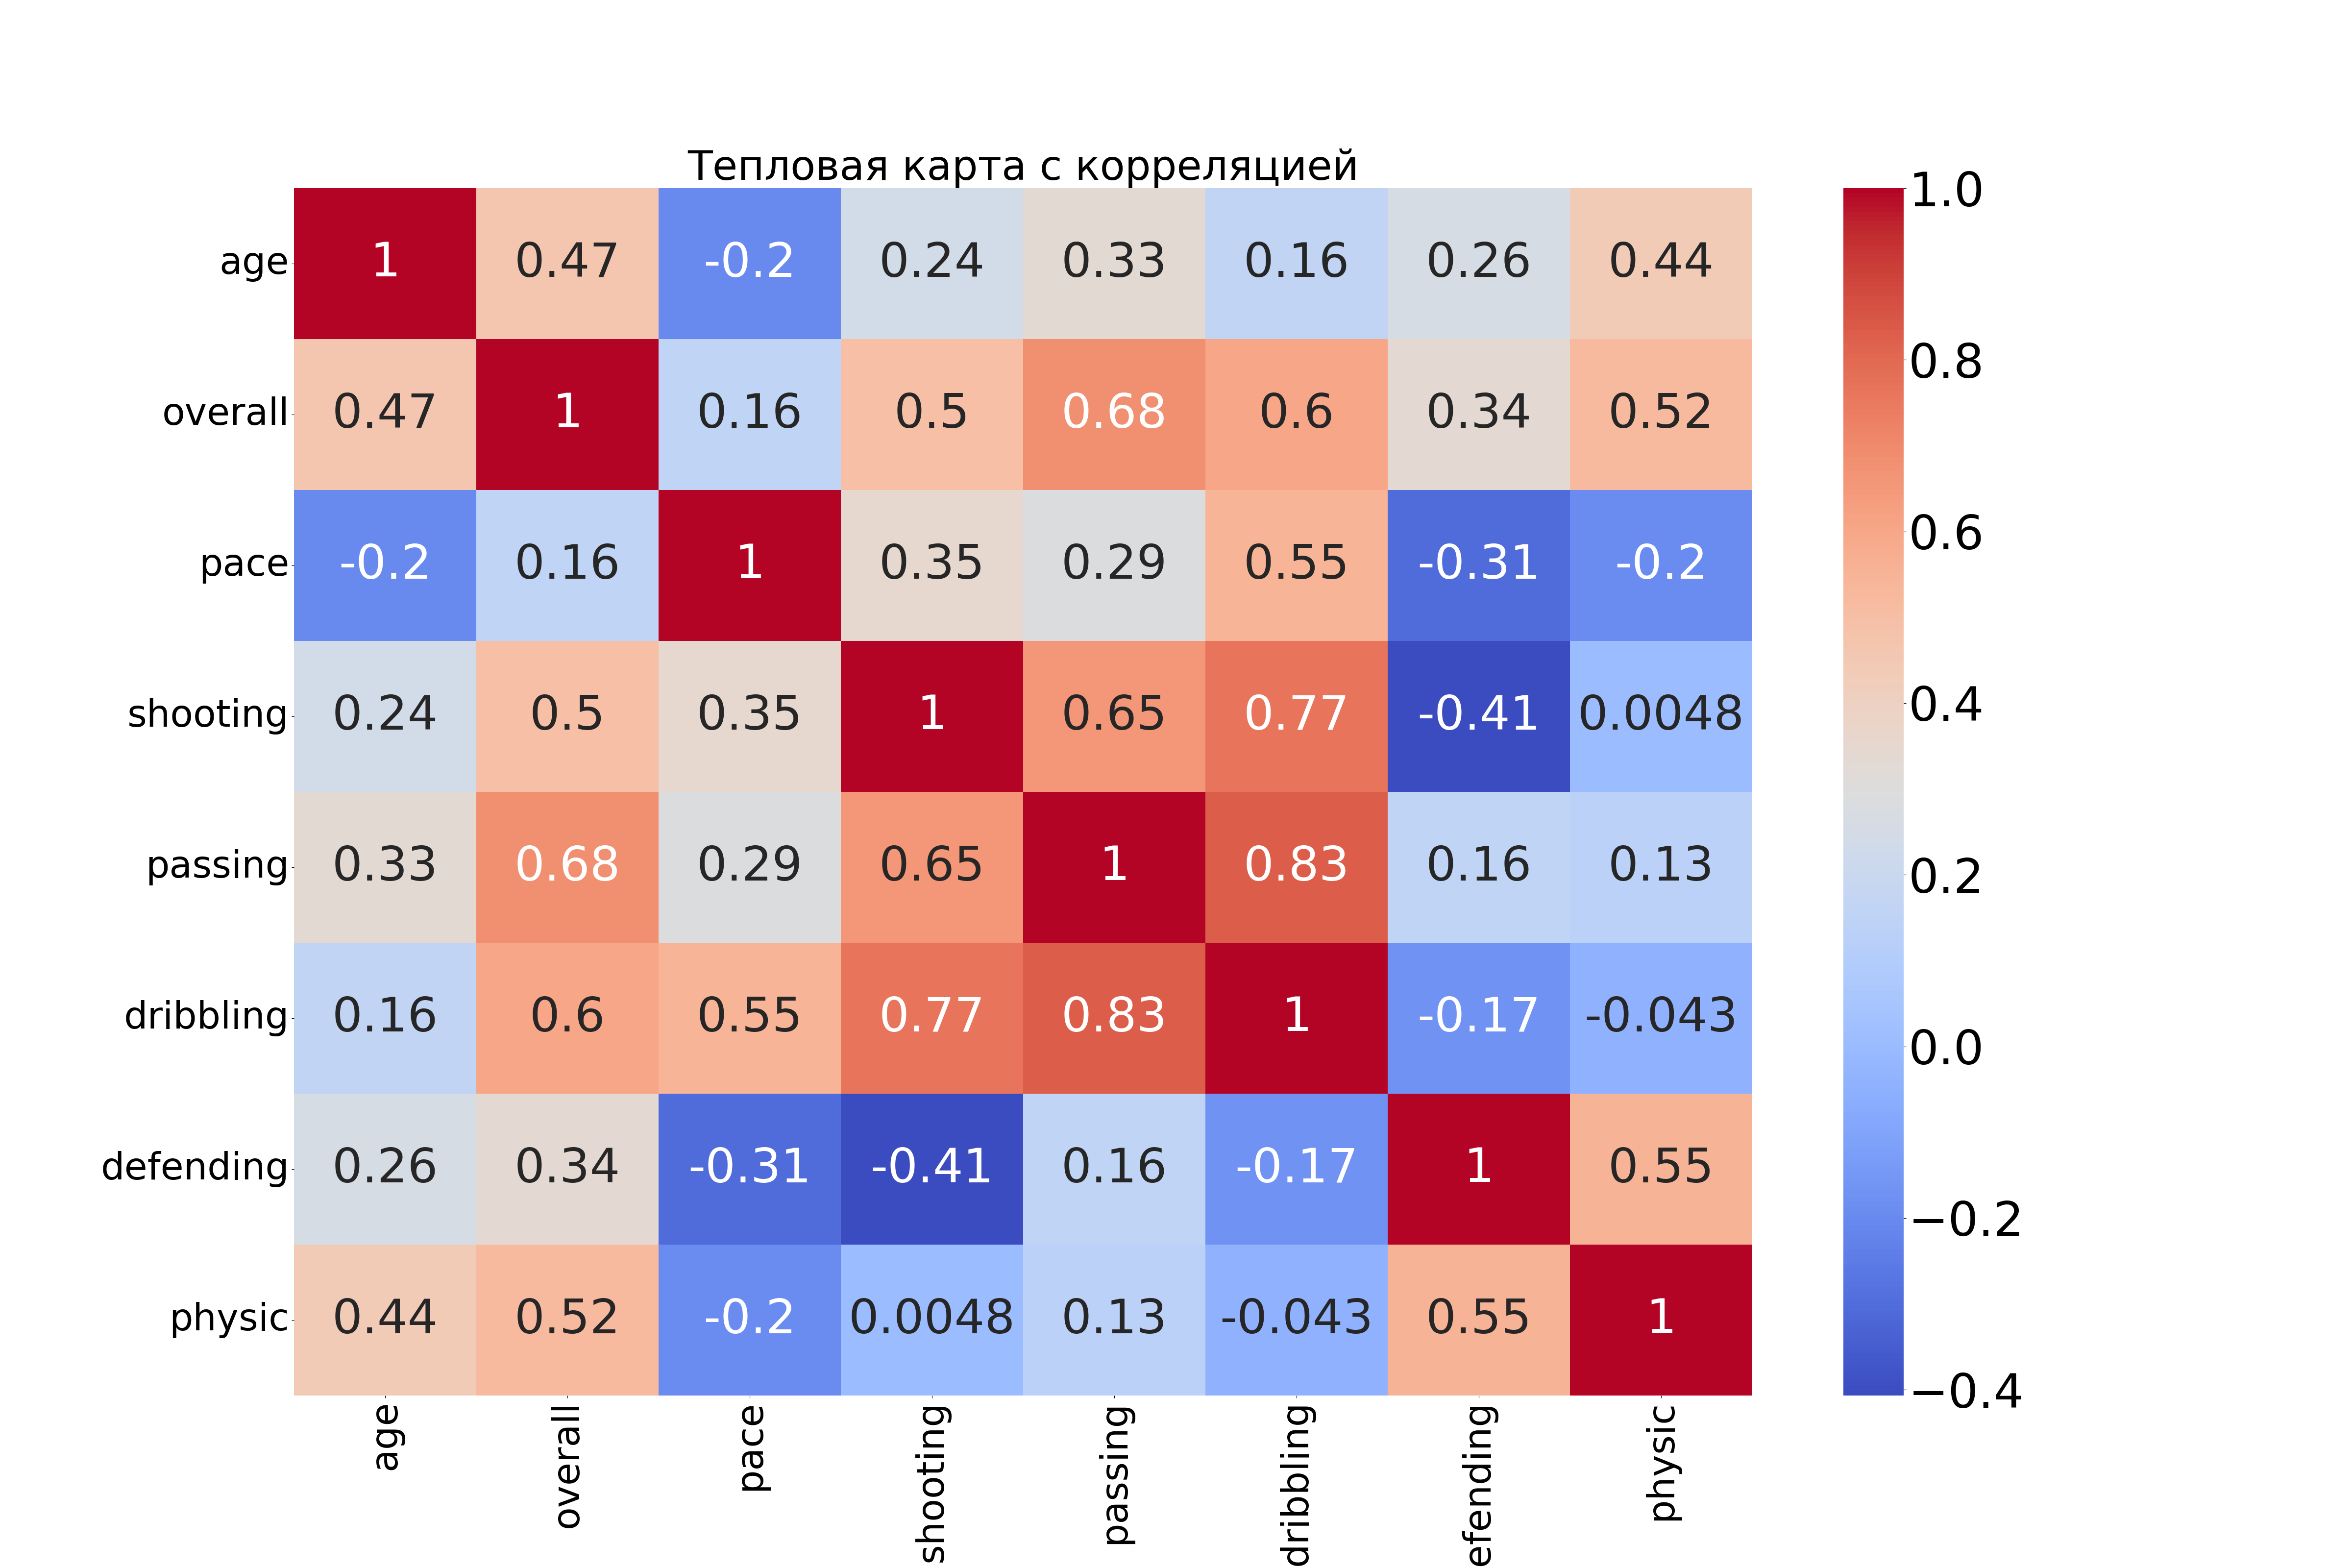 Тепловая карта с корреляцией
age 1 0.47 -0.2 0.24 0.33 0.16 0.26 0.44
overall 0.47 1 0.16 0.5 0.68 0.6 0.34 0.52
pace -0.2 0.16 1 0.35 0.29 0.55 -0.31 -0.2
shooting 0.24 0.5 0.35 1 0.65 0.77 -0.41 0.0048
passing 0.33 0.68 0.29 0.65 1 0.83 0.16 0.13
dribbling 0.16 0.6 0.55 0.77 0.83 1 -0.17 -0.043
defending 0.26 0.34 -0.31 -0.41 0.16 -0.17 1 0.55
physic 0.44 0.52 -0.2 0.0048 0.13 -0.043 0.55 1
age overall pace shooting passing dribbling efending physic
1.0
0.8
0.6
0.4
0.2
0.0
−0.2
−0.4